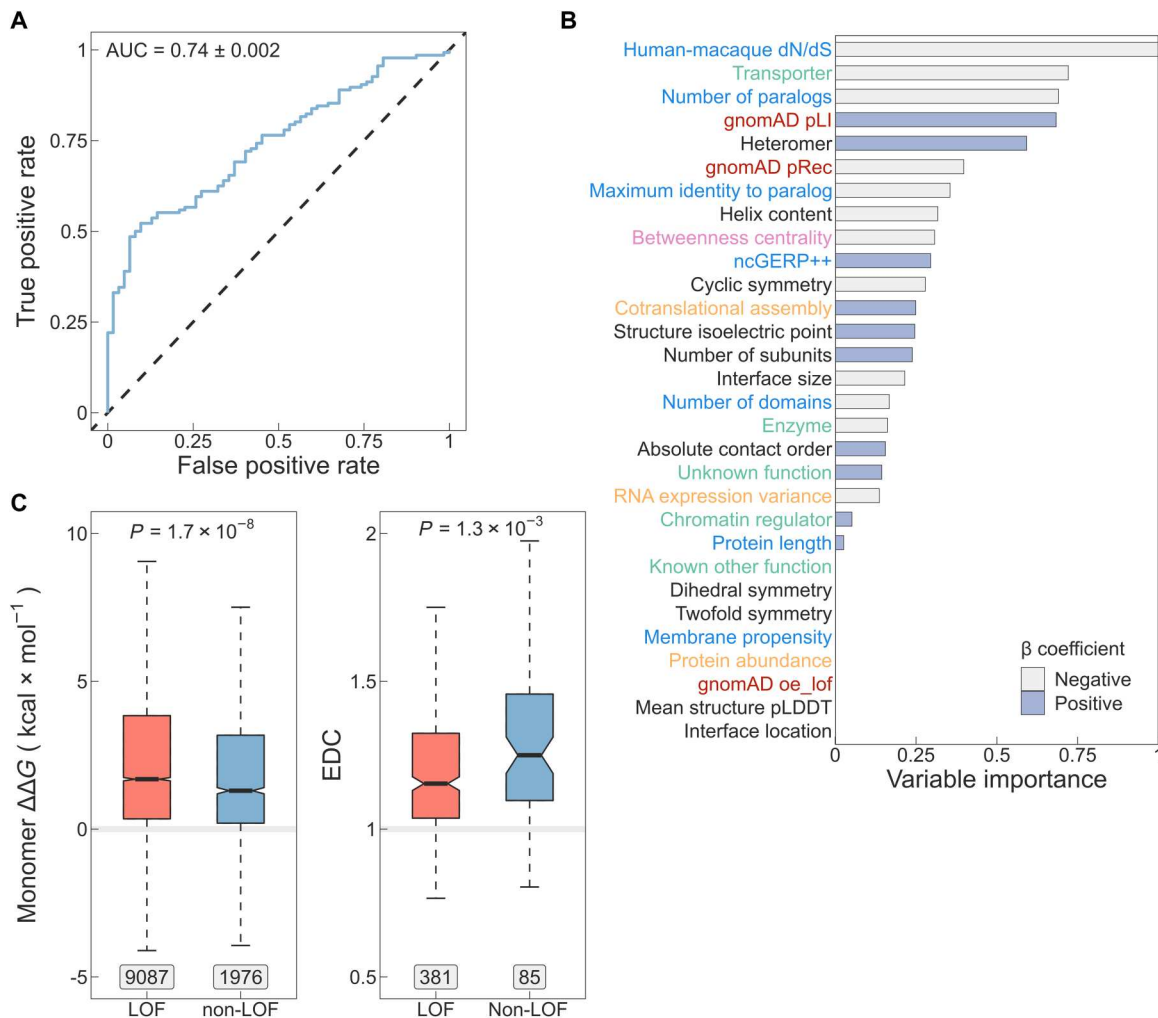 A
AUC = 0.74 ± 0.002
1
0.75
0.5
0.25
0
True positive rate
0 0.25 0.5 0.75 1
False positive rate
B
Human-macaque dN/dS
Transporter
Number of paralogs
gnomAD pLI
Heteromer
gnomAD pRec
Maximum identity to paralog
Helix content
Betweenness centrality
ncGERP++
Cyclic symmetry
Cotranslational assembly
Structure isoelectric point
Number of subunits
Interface size
Number of domains
Enzyme
Absolute contact order
Unknown function
RNA expression variance
Chromatin regulator
Protein length
Known other function
Dihedral symmetry
Twofold symmetry
Membrane propensity
Protein abundance
gnomAD oe_lof
Mean structure pLDDT
Interface location
β coefficient
Negative
Positive
0 0.25 0.5 0.75 1
Variable importance
C
P = 1.7 × 10⁻⁸
10
5
0
-5
Monomer ΔΔG ( kcal × mol⁻¹ )
9087 1976
LOF non-LOF
P = 1.3 × 10⁻³
2
1.5
1
0.5
EDC
381 85
LOF Non-LOF